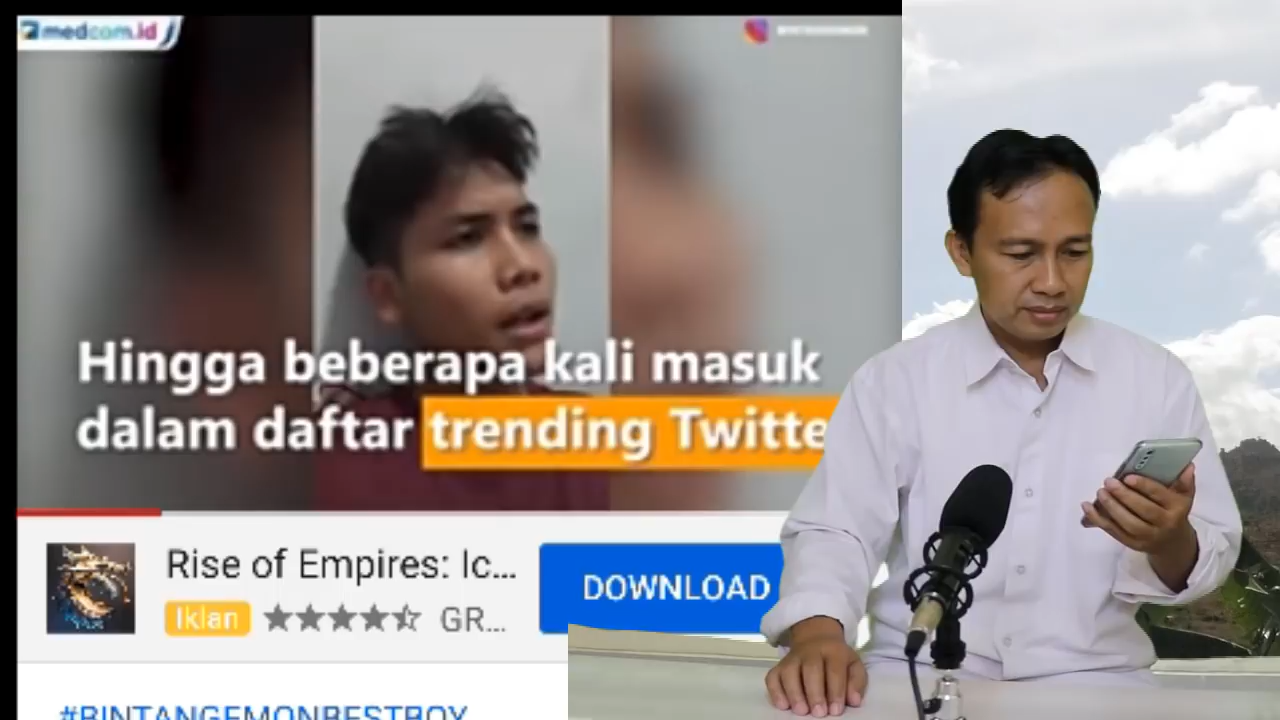 medcom.id
Hingga beberapa kali masuk
dalam daftar trending Twitte
Rise of Empires: Ic...
Iklan GR...
DOWNLOAD
#BINTANGEMONBESTBOY